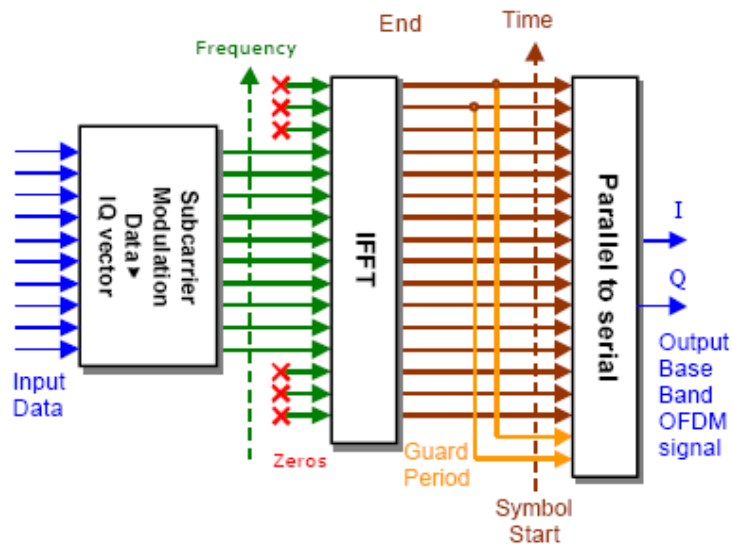 End
Time
Frequency
Subcarrier
Modulation
Data►
IQ vector
IFFT
Parallel to serial
I
Q
Input
Data
Zeros
Guard
Period
Symbol
Start
Output
Base
Band
OFDM
signal